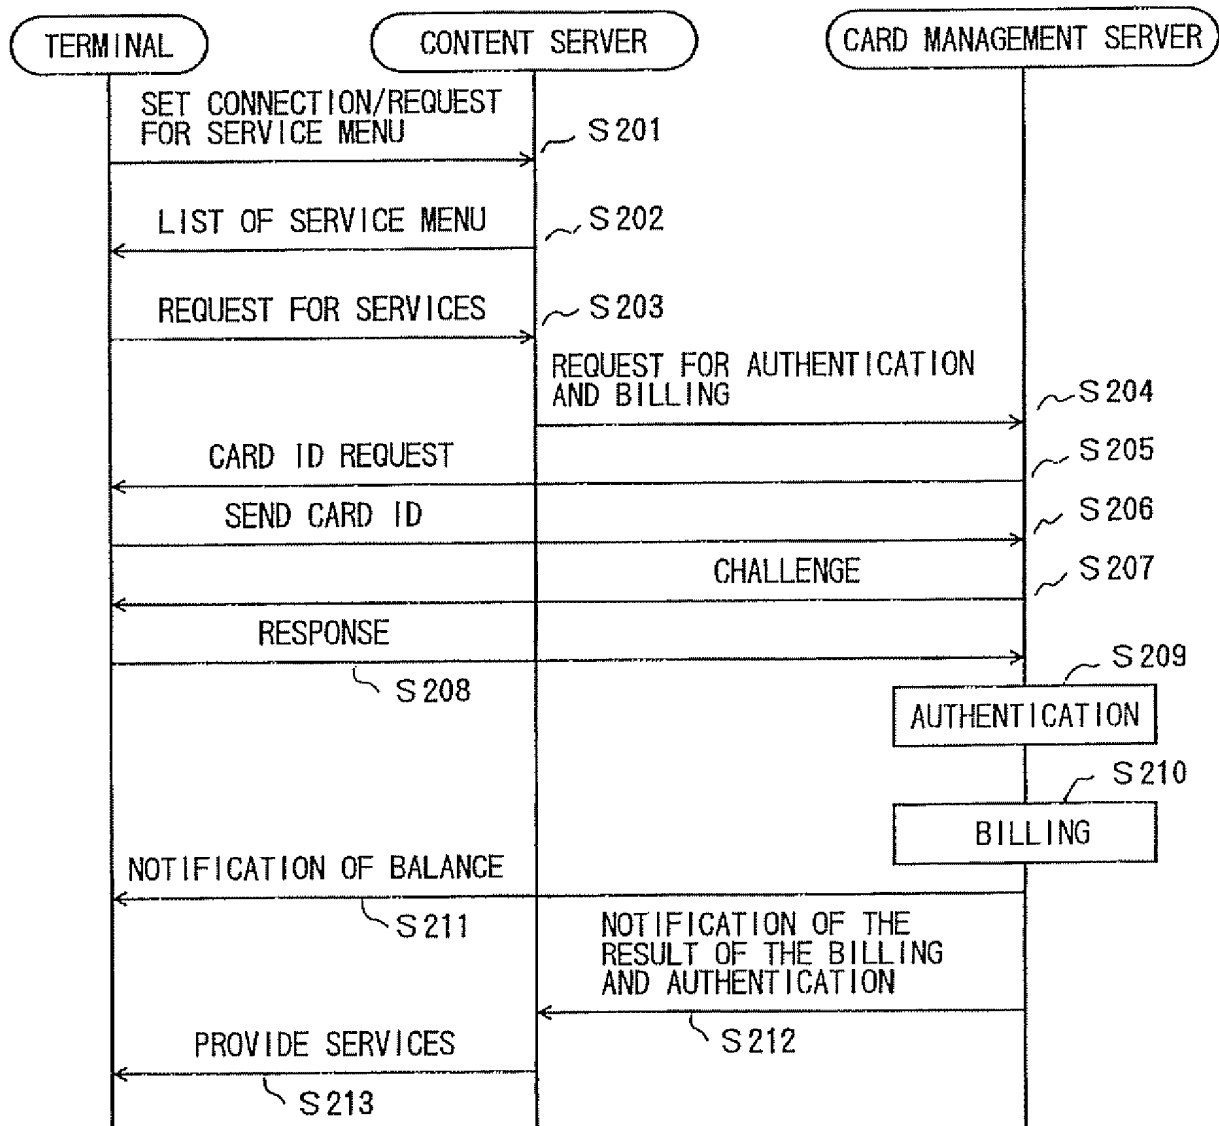 TERMINAL
CONTENT SERVER
CARD MANAGEMENT SERVER
SET CONNECTION/REQUEST
FOR SERVICE MENU
S201
LIST OF SERVICE MENU
S202
REQUEST FOR SERVICES
S203
REQUEST FOR AUTHENTICATION
AND BILLING
S204
CARD ID REQUEST
S205
SEND CARD ID
S206
CHALLENGE
S207
RESPONSE
S208
S209
AUTHENTICATION
S210
BILLING
NOTIFICATION OF BALANCE
S211
NOTIFICATION OF THE
RESULT OF THE BILLING
AND AUTHENTICATION
S212
PROVIDE SERVICES
S213